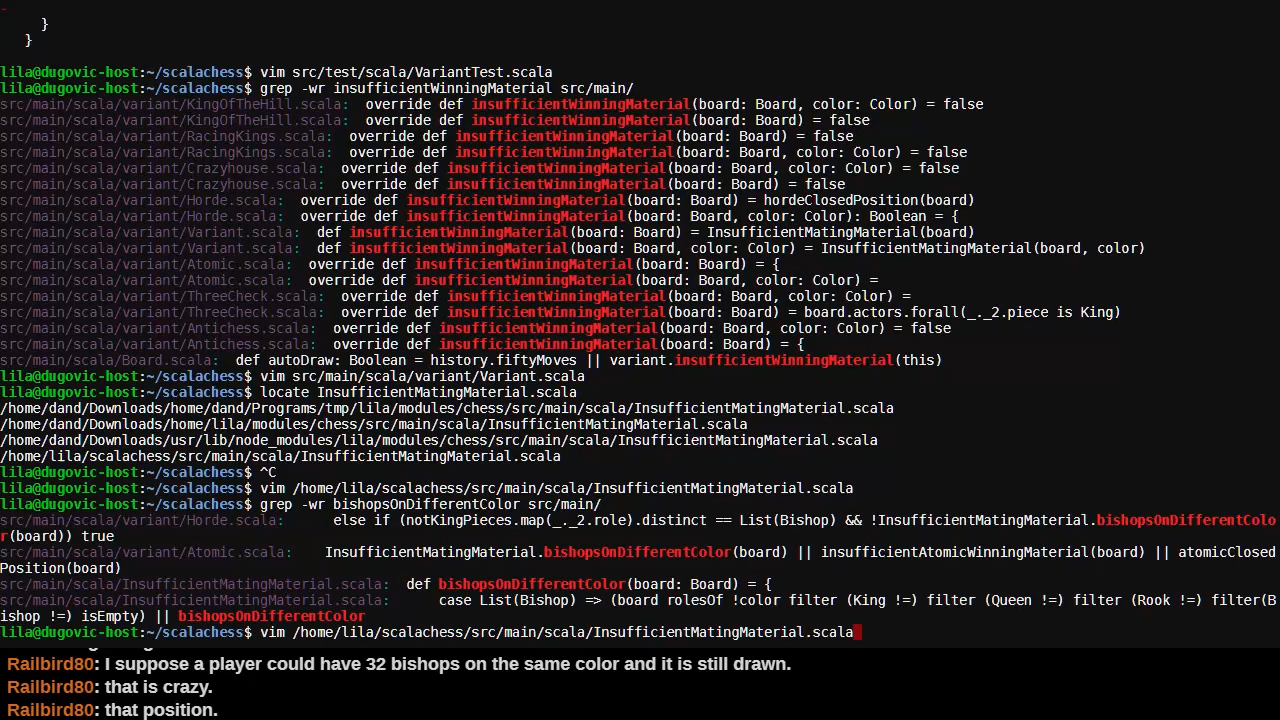 -
     }
   }
lila@dugovic-host:~/scalachess$ vim src/test/scala/VariantTest.scala
lila@dugovic-host:~/scalachess$ grep -wr insufficientWinningMaterial src/main/
src/main/scala/variant/KingOfTheHill.scala:  override def insufficientWinningMaterial(board: Board, color: Color) = false
src/main/scala/variant/KingOfTheHill.scala:  override def insufficientWinningMaterial(board: Board) = false
src/main/scala/variant/RacingKings.scala:  override def insufficientWinningMaterial(board: Board) = false
src/main/scala/variant/RacingKings.scala:  override def insufficientWinningMaterial(board: Board, color: Color) = false
src/main/scala/variant/Crazyhouse.scala:  override def insufficientWinningMaterial(board: Board, color: Color) = false
src/main/scala/variant/Crazyhouse.scala:  override def insufficientWinningMaterial(board: Board) = false
src/main/scala/variant/Horde.scala:  override def insufficientWinningMaterial(board: Board) = hordeClosedPosition(board)
src/main/scala/variant/Horde.scala:  override def insufficientWinningMaterial(board: Board, color: Color): Boolean = {
src/main/scala/variant/Variant.scala:  def insufficientWinningMaterial(board: Board) = InsufficientMatingMaterial(board)
src/main/scala/variant/Variant.scala:  def insufficientWinningMaterial(board: Board, color: Color) = InsufficientMatingMaterial(board, color)
src/main/scala/variant/Atomic.scala:  override def insufficientWinningMaterial(board: Board) = {
src/main/scala/variant/Atomic.scala:  override def insufficientWinningMaterial(board: Board, color: Color) =
src/main/scala/variant/ThreeCheck.scala:  override def insufficientWinningMaterial(board: Board, color: Color) =
src/main/scala/variant/ThreeCheck.scala:  override def insufficientWinningMaterial(board: Board) = board.actors.forall(_._2.piece is King)
src/main/scala/variant/Antichess.scala:  override def insufficientWinningMaterial(board: Board, color: Color) = false
src/main/scala/variant/Antichess.scala:  override def insufficientWinningMaterial(board: Board) = {
src/main/scala/Board.scala:  def autoDraw: Boolean = history.fiftyMoves || variant.insufficientWinningMaterial(this)
lila@dugovic-host:~/scalachess$ vim src/main/scala/variant/Variant.scala
lila@dugovic-host:~/scalachess$ locate InsufficientMatingMaterial.scala
/home/dand/Downloads/home/dand/Programs/tmp/lila/modules/chess/src/main/scala/InsufficientMatingMaterial.scala
/home/dand/Downloads/home/lila/modules/chess/src/main/scala/InsufficientMatingMaterial.scala
/home/dand/Downloads/usr/lib/node_modules/lila/modules/chess/src/main/scala/InsufficientMatingMaterial.scala
/home/lila/scalachess/src/main/scala/InsufficientMatingMaterial.scala
lila@dugovic-host:~/scalachess$ ^C
lila@dugovic-host:~/scalachess$ vim /home/lila/scalachess/src/main/scala/InsufficientMatingMaterial.scala
lila@dugovic-host:~/scalachess$ grep -wr bishopsOnDifferentColor src/main/
src/main/scala/variant/Horde.scala:      else if (notKingPieces.map(_._2.role).distinct == List(Bishop) && !InsufficientMatingMaterial.bishopsOnDifferentColo
r(board)) true
src/main/scala/variant/Atomic.scala:    InsufficientMatingMaterial.bishopsOnDifferentColor(board) || insufficientAtomicWinningMaterial(board) || atomicClosed
Position(board)
src/main/scala/InsufficientMatingMaterial.scala:  def bishopsOnDifferentColor(board: Board) = {
src/main/scala/InsufficientMatingMaterial.scala:      case List(Bishop) => (board rolesOf !color filter (King !=) filter (Queen !=) filter (Rook !=) filter(B
ishop !=) isEmpty) || bishopsOnDifferentColor
lila@dugovic-host:~/scalachess$ vim /home/lila/scalachess/src/main/scala/InsufficientMatingMaterial.scala
Railbird80: I suppose a player could have 32 bishops on the same color and it is still drawn.
Railbird80: that is crazy.
Railbird80: that position.